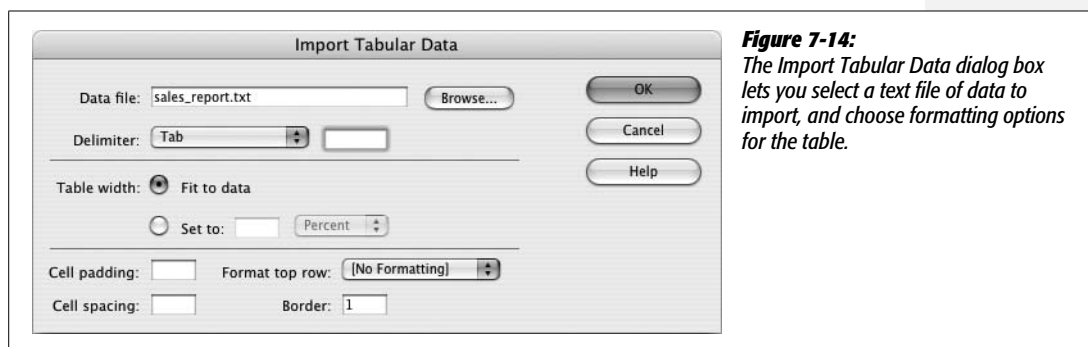 Import Tabular Data
Data file: sales_report.txt Browse...
Delimiter: Tab
Table width: Fit to data
Set to: Percent
Cell padding: Format top row: [No Formatting]
Cell spacing: Border: 1
OK
Cancel
Help
Figure 7-14:
The Import Tabular Data dialog box
lets you select a text file of data to
import, and choose formatting options
for the table.